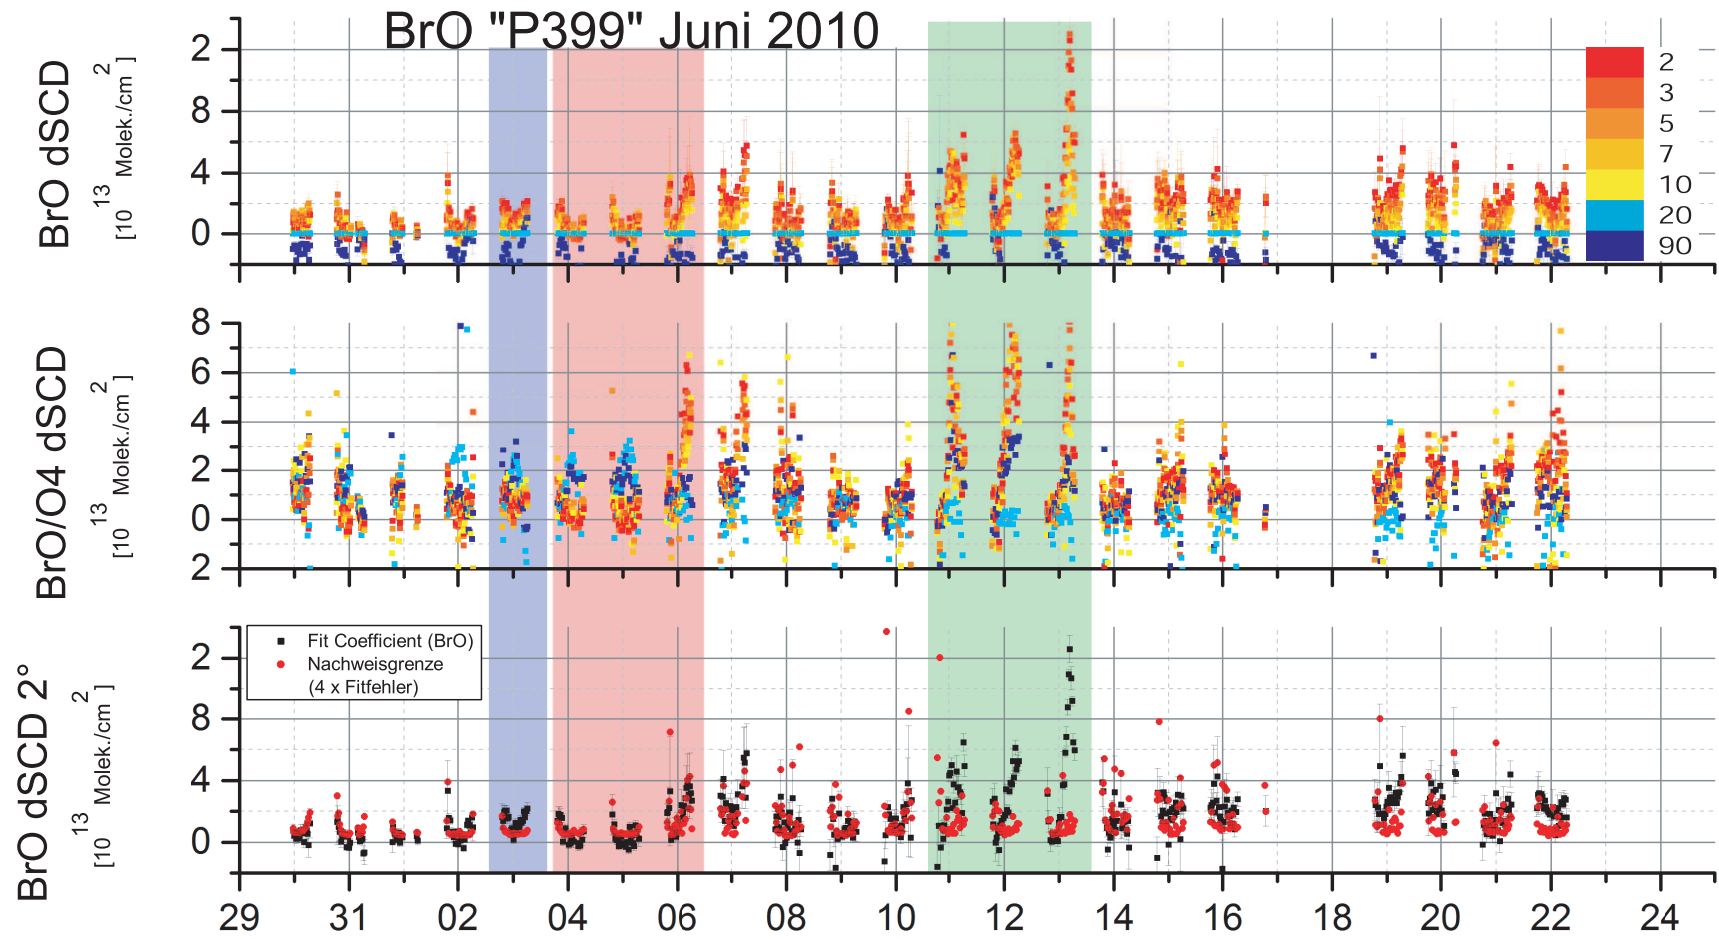 BrO "P399" Juni 2010
BrO dSCD
[10 13 Molek./cm 2 ]
2
8
4
0
2
3
5
7
10
20
90
BrO/O4 dSCD
[10 13 Molek./cm 2 ]
8
6
4
2
0
2
BrO dSCD 2°
[10 13 Molek./cm 2 ]
2
8
4
0
Fit Coefficient (BrO)
Nachweisgrenze
(4 x Fitfehler)
29 31 02 04 06 08 10 12 14 16 18 20 22 24